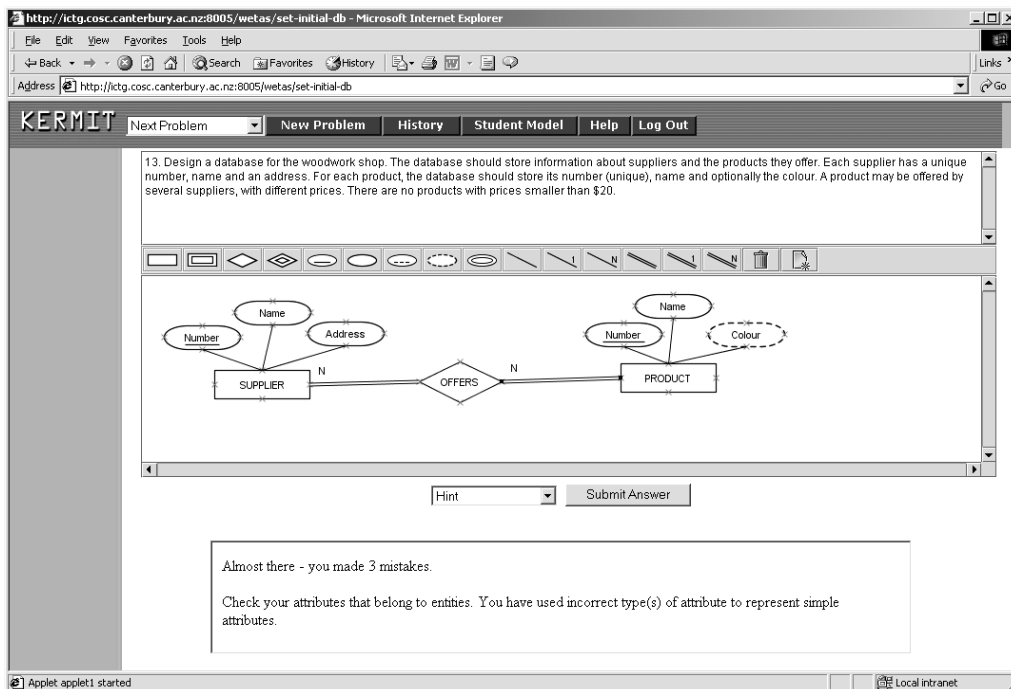 http://ictg.cosc.canterbury.ac.nz:8005/wetas/set-initial-db - Microsoft Internet Explorer
File Edit View Favorites Tools Help
Back Search Favorites History Links
Address http://ictg.cosc.canterbury.ac.nz:8005/wetas/set-initial-db Go
KERMIT Next Problem New Problem History Student Model Help Log Out
13. Design a database for the woodwork shop. The database should store information about suppliers and the products they offer. Each supplier has a unique
number, name and an address. For each product, the database should store its number (unique), name and optionally the colour. A product may be offered by
several suppliers, with different prices. There are no products with prices smaller than $20.
1 N 1 N
Name Name
Number Address Number Colour
N N
SUPPLIER OFFERS PRODUCT
Hint Submit Answer
Almost there - you made 3 mistakes.
Check your attributes that belong to entities. You have used incorrect type(s) of attribute to represent simple
attributes.
Applet applet1 started Local intranet